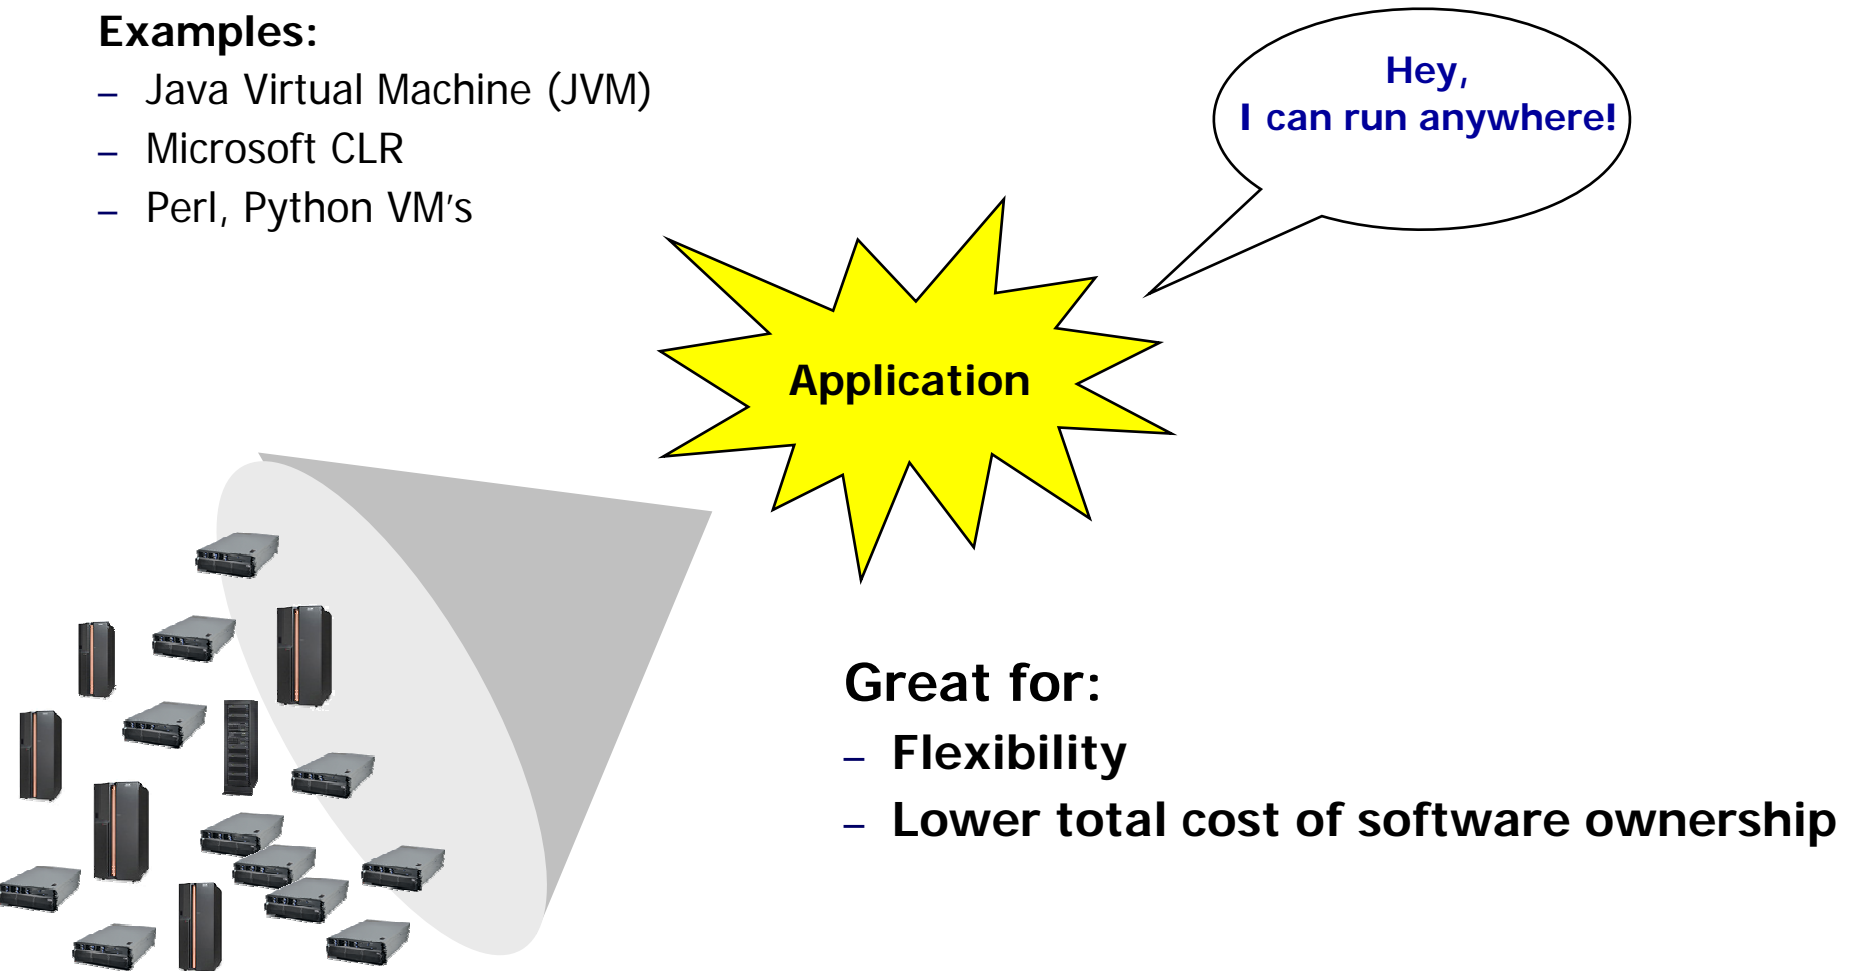 Examples:
– Java Virtual Machine (JVM)
– Microsoft CLR
– Perl, Python VM’s
Hey,
I can run anywhere!
Application
Great for:
– Flexibility
– Lower total cost of software ownership